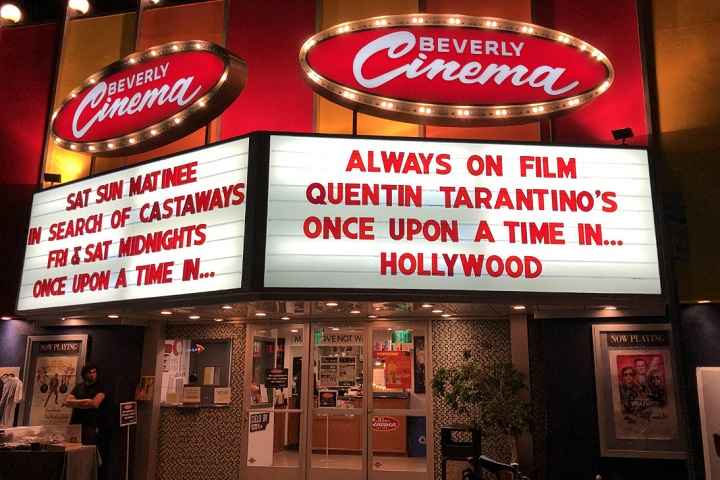 BEVERLY
Cinema
SAT SUN MATINEE
IN SEARCH OF CASTAWAYS
FRI & SAT MIDNIGHTS
ONCE UPON A TIME IN...
BEVERLY
Cinema
ALWAYS ON FILM
QUENTIN TARANTINO'S
ONCE UPON A TIME IN...
HOLLYWOOD
NOW PLAYING
NOW PLAYING
Cinema